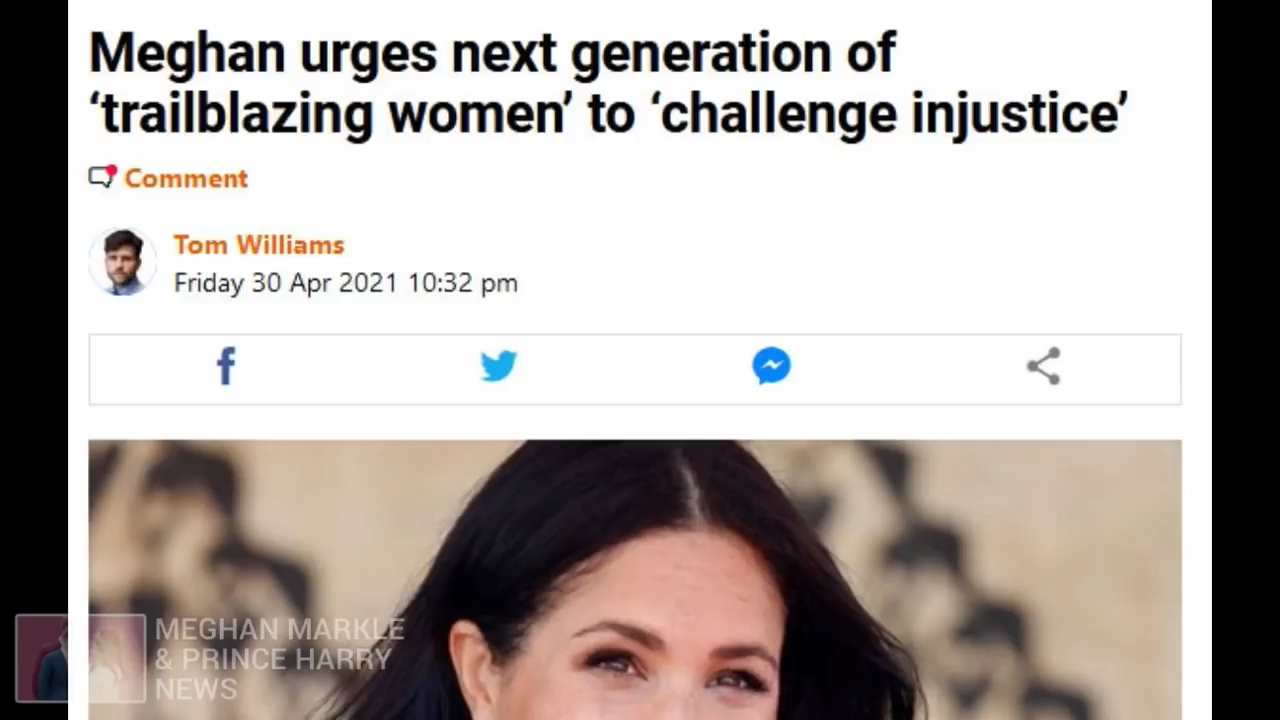 Meghan urges next generation of
‘trailblazing women’ to ‘challenge injustice’
Comment
Tom Williams
Friday 30 Apr 2021 10:32 pm
MEGHAN MARKLE
& PRINCE HARRY
NEWS